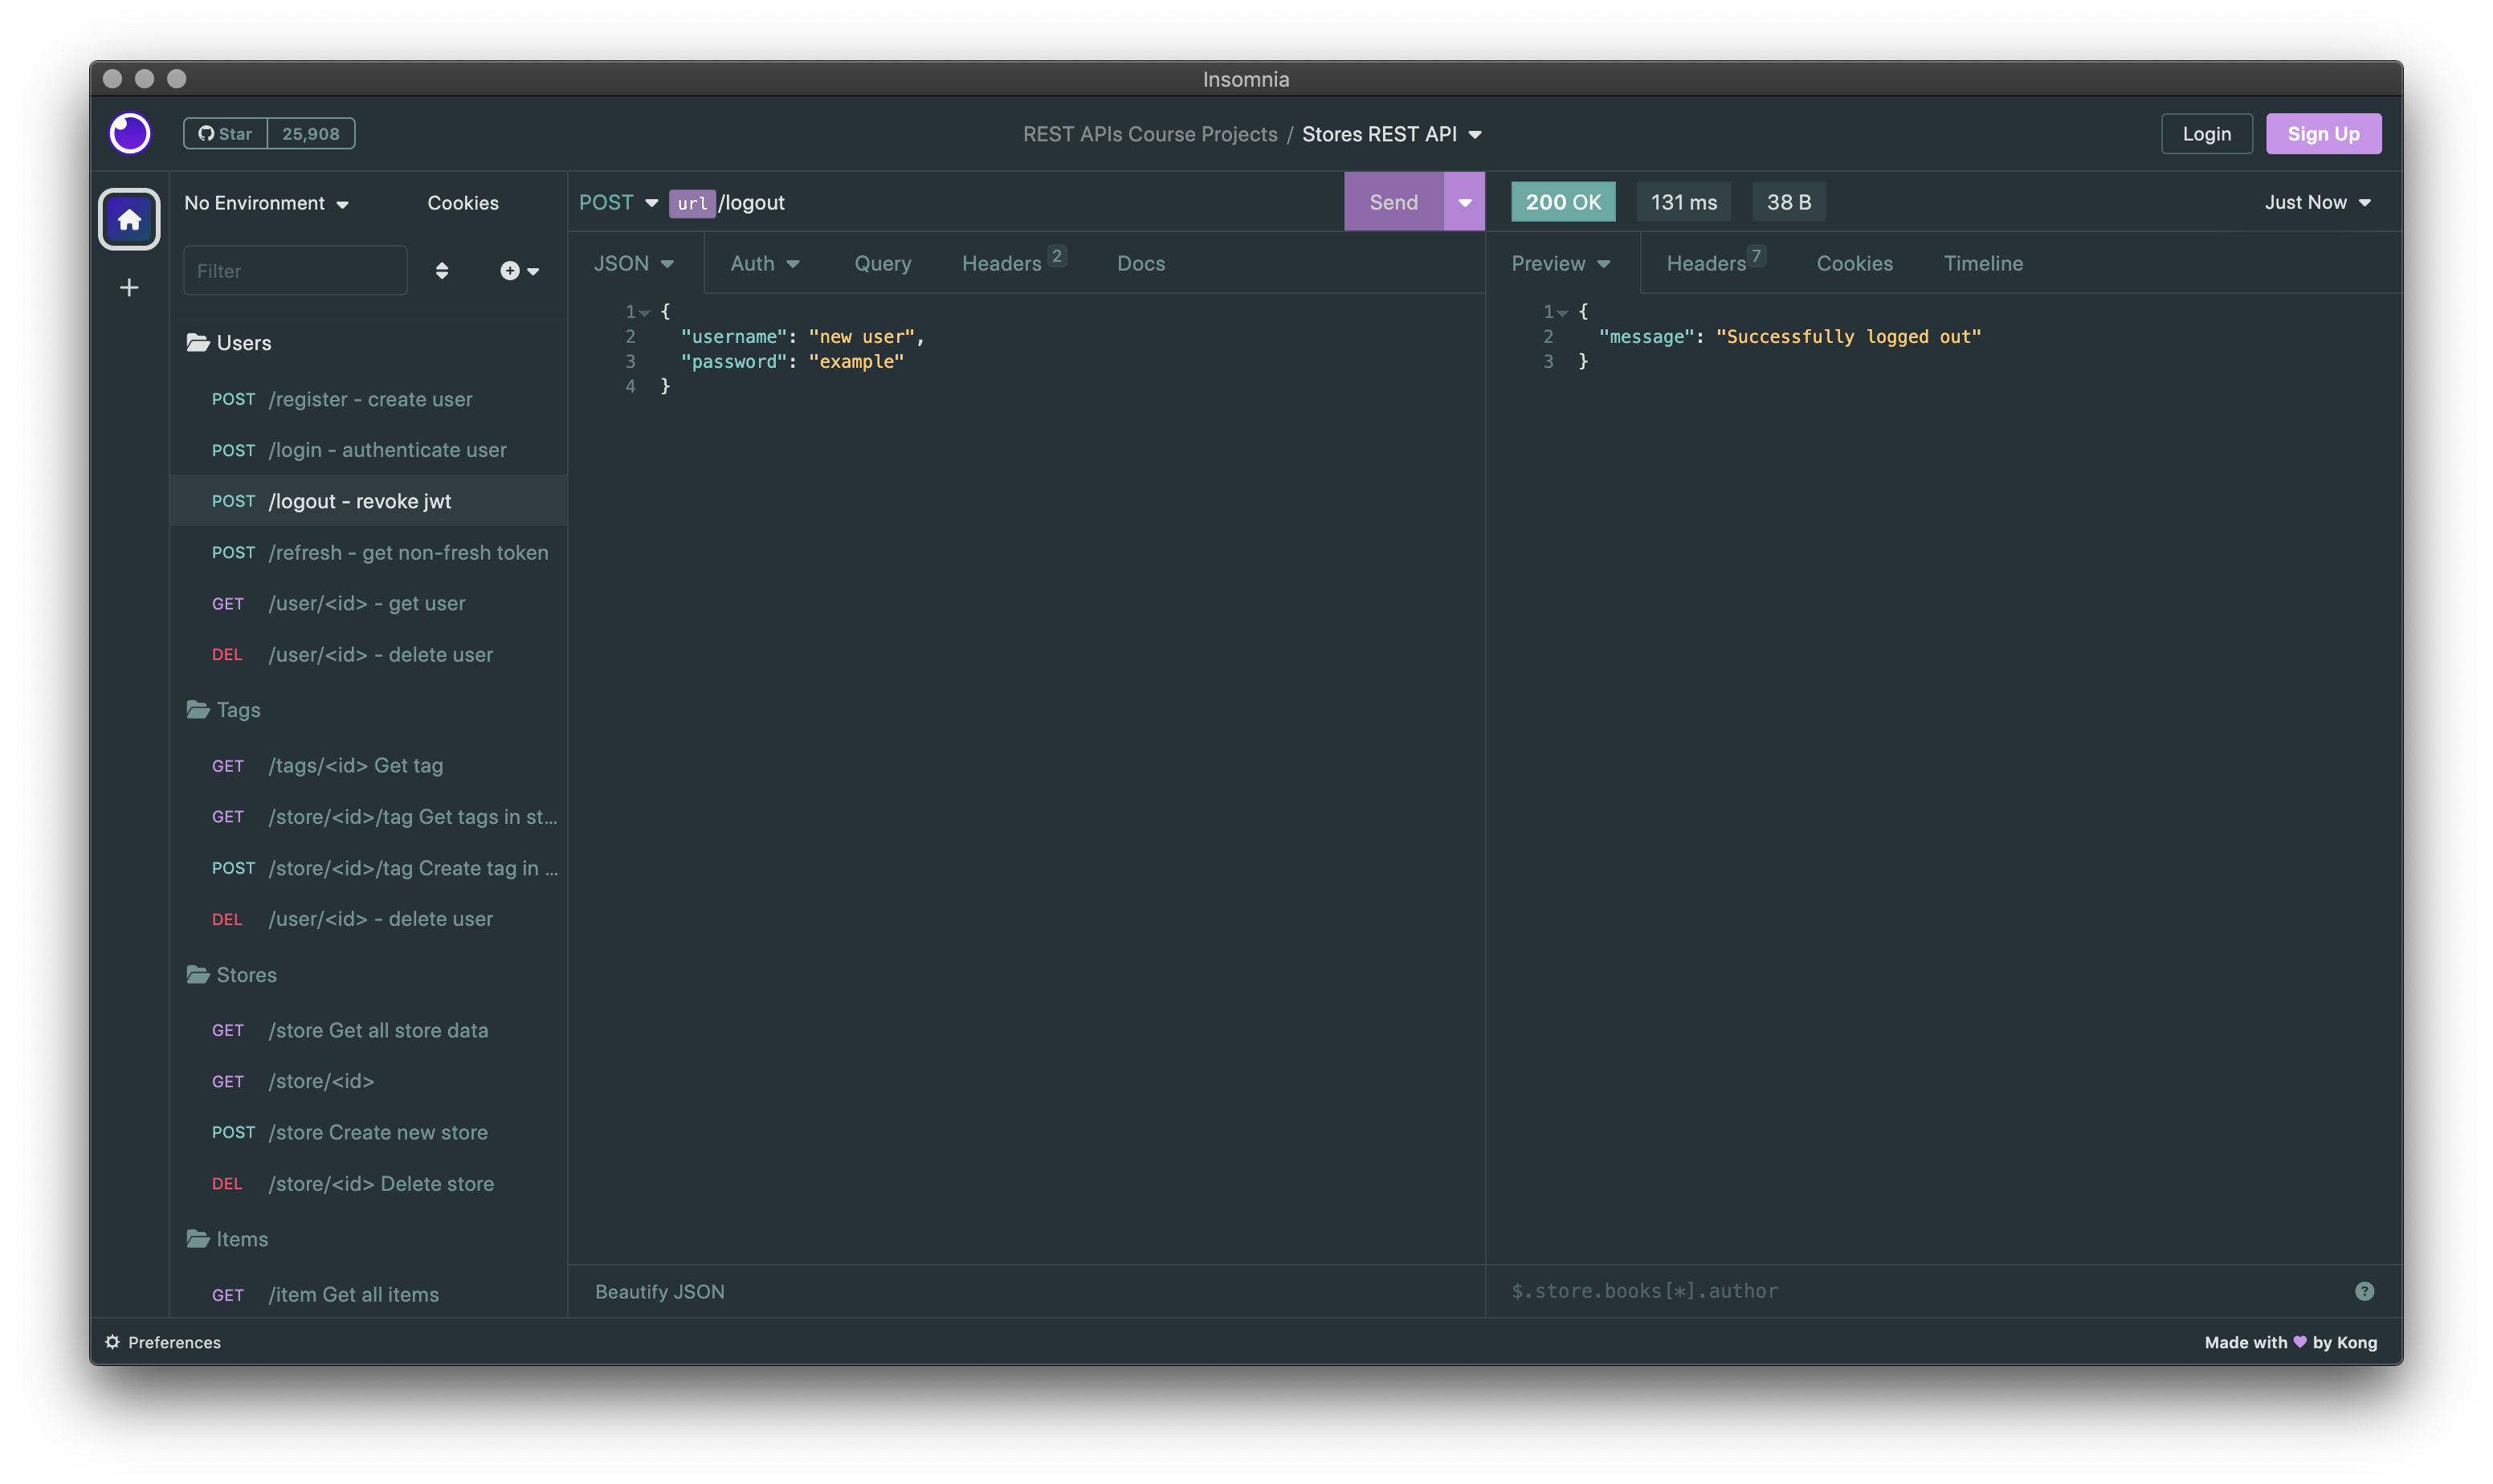 Insomnia
Star 25,908
REST APIs Course Projects / Stores REST API
Login
Sign Up
No Environment
Cookies
Filter
Users
POST /register - create user
POST /login - authenticate user
POST /logout - revoke jwt
POST /refresh - get non-fresh token
GET /user/<id> - get user
DEL /user/<id> - delete user
Tags
GET /tags/<id> Get tag
GET /store/<id>/tag Get tags in st...
POST /store/<id>/tag Create tag in ...
DEL /user/<id> - delete user
Stores
GET /store Get all store data
GET /store/<id>
POST /store Create new store
DEL /store/<id> Delete store
Items
GET /item Get all items
POST url/logout
Send
JSON
Auth
Query
Headers 2
Docs
1 {
2 "username": "new user",
3 "password": "example"
4 }
Beautify JSON
200 OK
131 ms
38 B
Just Now
Preview
Headers 7
Cookies
Timeline
1 {
2 "message": "Successfully logged out"
3 }
$.store.books[*].author
?
Preferences
Made with ♥ by Kong